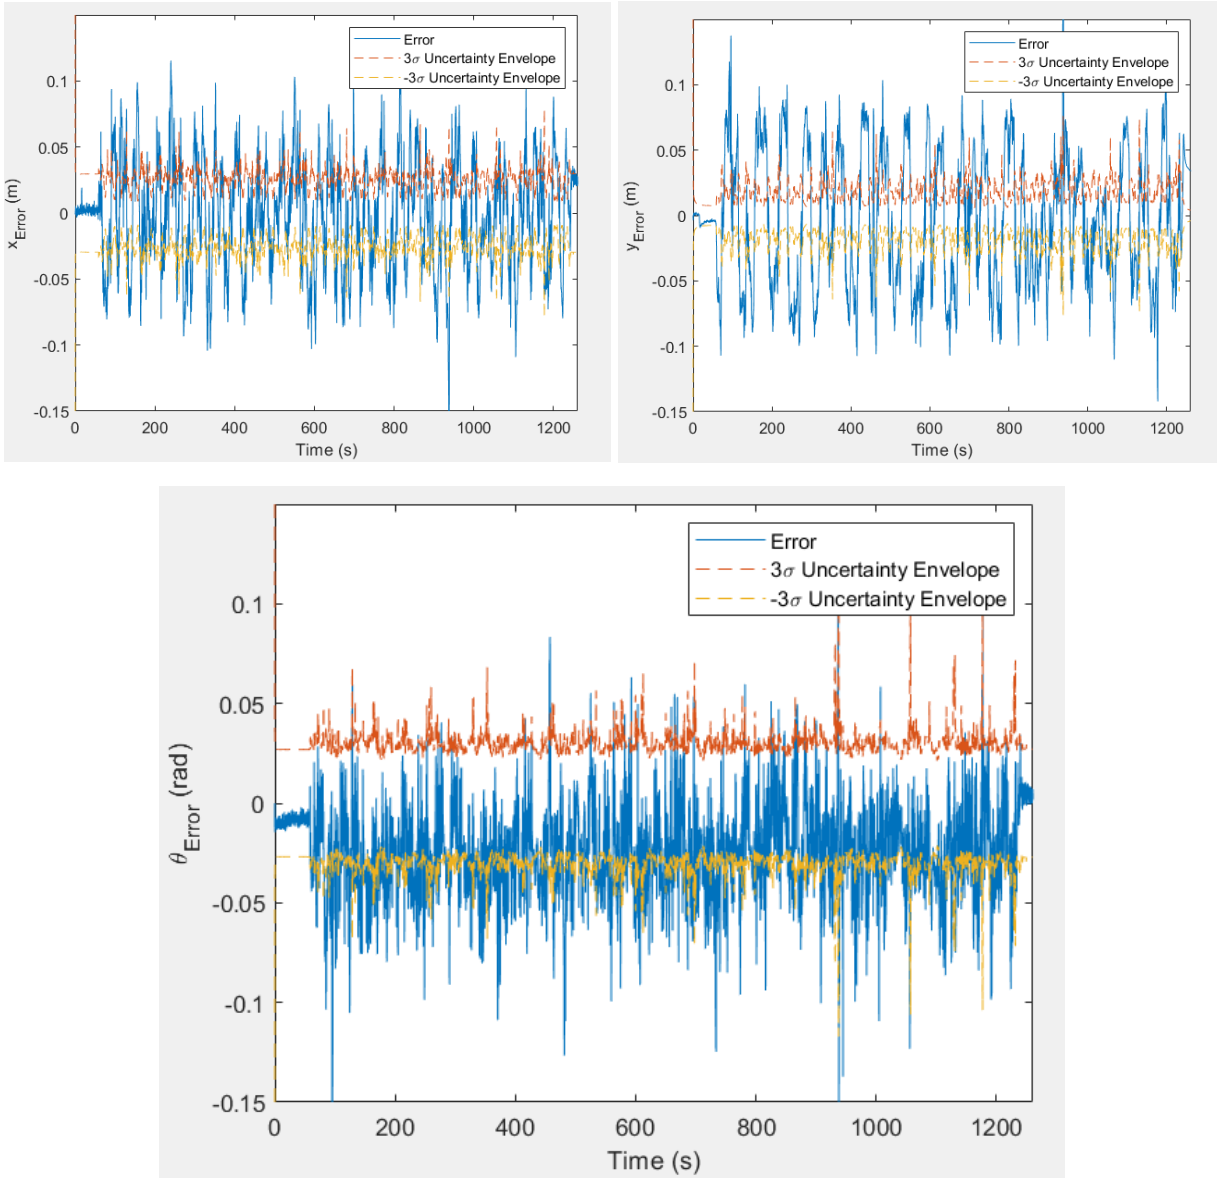 Error
3σ Uncertainty Envelope
-3σ Uncertainty Envelope
0.1
0.05
0
-0.05
-0.1
-0.15
x_Error (m)
0 200 400 600 800 1000 1200
Time (s)
Error
3σ Uncertainty Envelope
-3σ Uncertainty Envelope
0.1
0.05
0
-0.05
-0.1
-0.15
y_Error (m)
0 200 400 600 800 1000 1200
Time (s)
Error
3σ Uncertainty Envelope
-3σ Uncertainty Envelope
0.1
0.05
0
-0.05
-0.1
-0.15
θ_Error (rad)
0 200 400 600 800 1000 1200
Time (s)